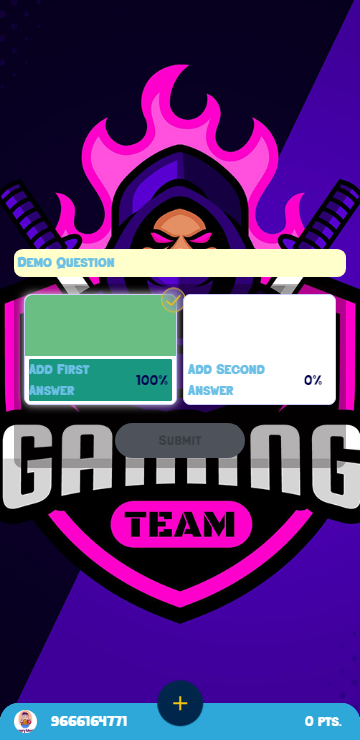 Demo Question
Add First
Answer
100%
Add Second
Answer
0%
Submit
GAMING
TEAM
+
9666164771
0 PTS.